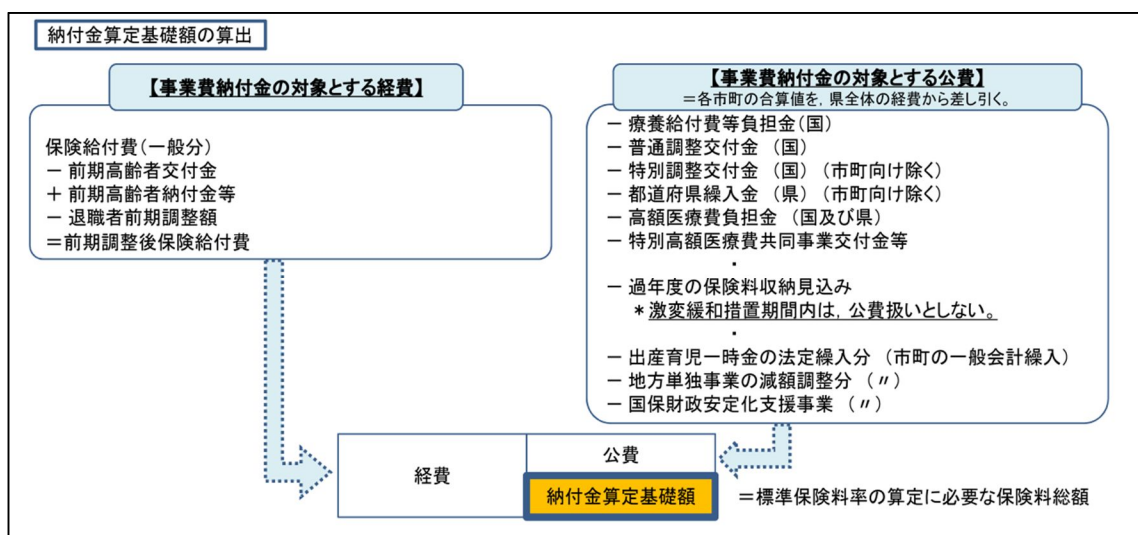 納付金算定基礎額の算出
【事業費納付金の対象とする経費】
保険給付費(一般分)
－ 前期高齢者交付金
＋ 前期高齢者納付金等
－ 退職者前期調整額
＝前期調整後保険給付費
【事業費納付金の対象とする公費】
＝各市町の合算値を，県全体の経費から差し引く。
－ 療養給付費等負担金(国)
－ 普通調整交付金 (国)
－ 特別調整交付金 (国) (市町向け除く)
－ 都道府県繰入金 (県) (市町向け除く)
－ 高額医療費負担金 (国及び県)
－ 特別高額医療費共同事業交付金等
・
－ 過年度の保険料収納見込み
＊激変緩和措置期間内は，公費扱いとしない。
・
－ 出産育児一時金の法定繰入分 (市町の一般会計繰入)
－ 地方単独事業の減額調整分 (〃)
－ 国保財政安定化支援事業 (〃)
経費
公費
納付金算定基礎額
＝標準保険料率の算定に必要な保険料総額